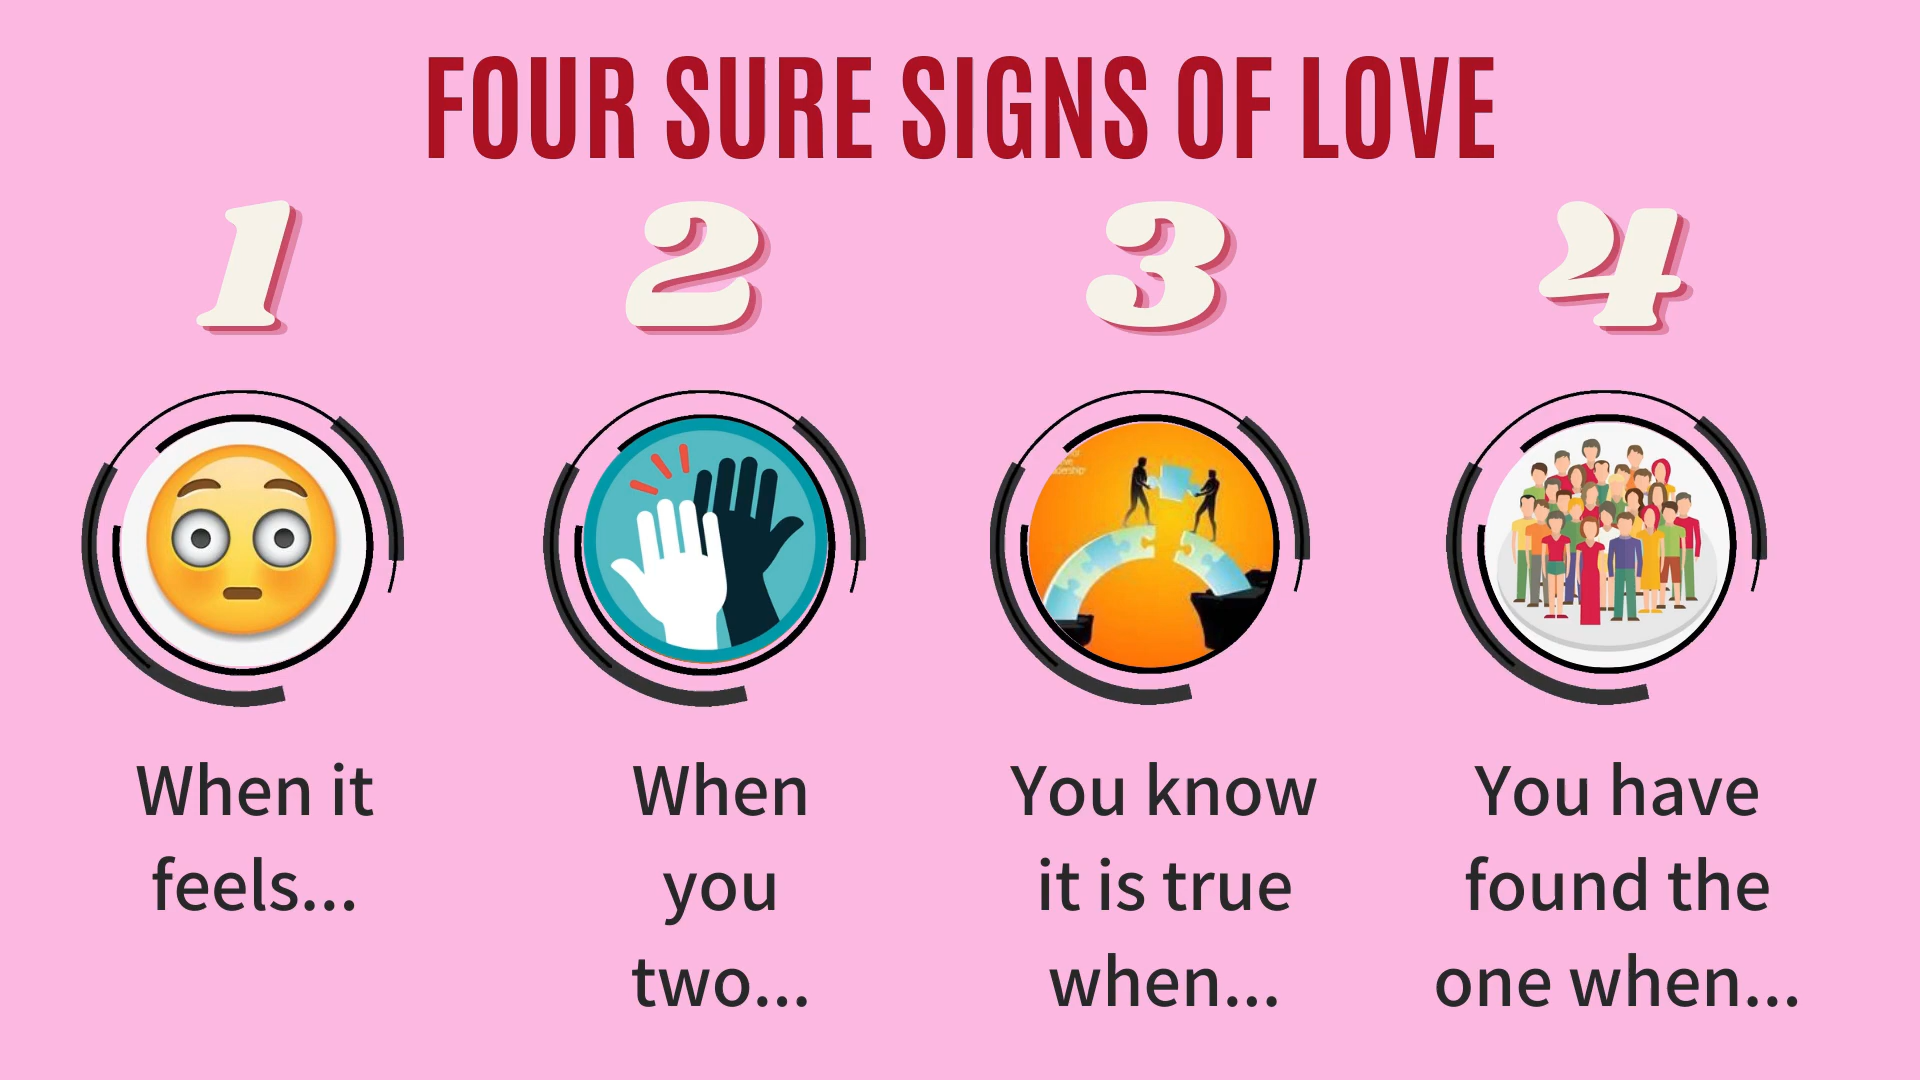 FOUR SURE SIGNS OF LOVE
1
2
3
4
When it
feels...
When
you
two...
You know
it is true
when...
You have
found the
one when...